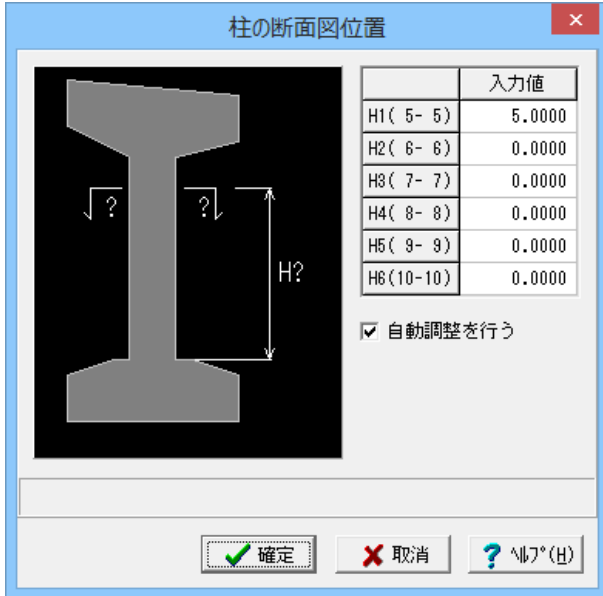 柱の断面図位置
入力値
H1( 5- 5) 5.0000
H2( 6- 6) 0.0000
H3( 7- 7) 0.0000
H4( 8- 8) 0.0000
H5( 9- 9) 0.0000
H6(10-10) 0.0000
? ?
H?
自動調整を行う
確定 取消 ? ﾍﾙﾌﾟ(H)